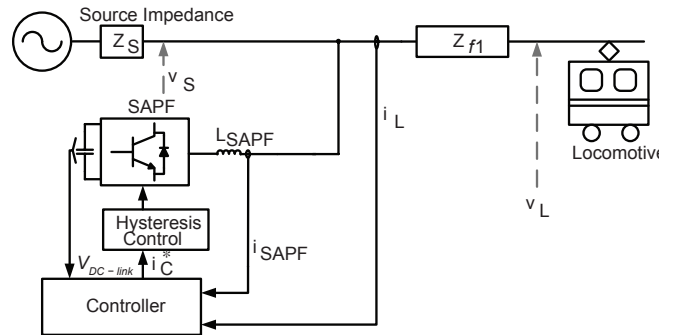 Source Impedance
Z S
Z f1
v S
SAPF
L SAPF
i L
Locomotive
v L
Hysteresis
Control
i SAPF
V DC – link
i * C
Controller